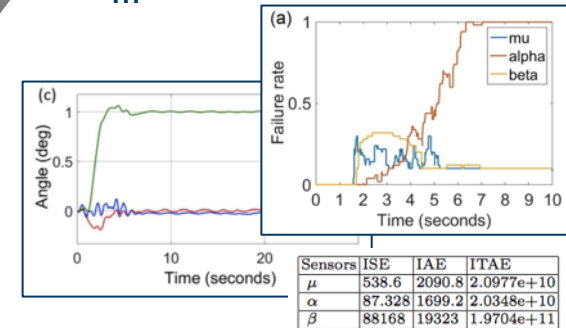 (a)
1
0.5
0
Failure rate
mu
alpha
beta
0 1 2 3 4 5 6 7 8 9 10
Time (seconds)
(c)
1
0.5
0
Angle (deg)
0 10 20
Time (seconds)
Sensors ISE IAE ITAE
μ 538.6 2090.8 2.0977e+10
α 87.328 1699.2 2.0348e+10
β 88168 19323 1.9704e+11